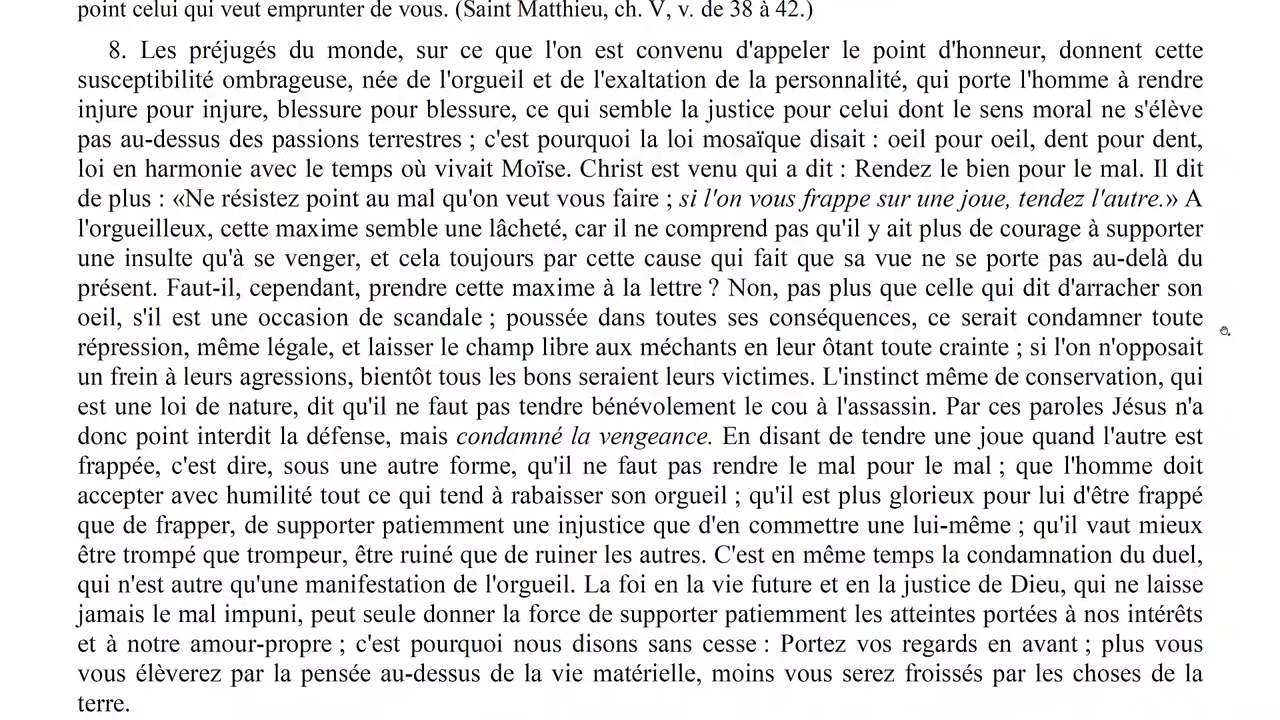 point celui qui veut emprunter de vous. (Saint Matthieu, ch. V, v. de 38 à 42.)
8. Les préjugés du monde, sur ce que l'on est convenu d'appeler le point d'honneur, donnent cette
susceptibilité ombrageuse, née de l'orgueil et de l'exaltation de la personnalité, qui porte l'homme à rendre
injure pour injure, blessure pour blessure, ce qui semble la justice pour celui dont le sens moral ne s'élève
pas au-dessus des passions terrestres ; c'est pourquoi la loi mosaïque disait : oeil pour oeil, dent pour dent,
loi en harmonie avec le temps où vivait Moïse. Christ est venu qui a dit : Rendez le bien pour le mal. Il dit
de plus : «Ne résistez point au mal qu'on veut vous faire ; si l'on vous frappe sur une joue, tendez l'autre.» A
l'orgueilleux, cette maxime semble une lâcheté, car il ne comprend pas qu'il y ait plus de courage à supporter
une insulte qu'à se venger, et cela toujours par cette cause qui fait que sa vue ne se porte pas au-delà du
présent. Faut-il, cependant, prendre cette maxime à la lettre ? Non, pas plus que celle qui dit d'arracher son
oeil, s'il est une occasion de scandale ; poussée dans toutes ses conséquences, ce serait condamner toute
répression, même légale, et laisser le champ libre aux méchants en leur ôtant toute crainte ; si l'on n'opposait
un frein à leurs agressions, bientôt tous les bons seraient leurs victimes. L'instinct même de conservation, qui
est une loi de nature, dit qu'il ne faut pas tendre bénévolement le cou à l'assassin. Par ces paroles Jésus n'a
donc point interdit la défense, mais condamné la vengeance. En disant de tendre une joue quand l'autre est
frappée, c'est dire, sous une autre forme, qu'il ne faut pas rendre le mal pour le mal ; que l'homme doit
accepter avec humilité tout ce qui tend à rabaisser son orgueil ; qu'il est plus glorieux pour lui d'être frappé
que de frapper, de supporter patiemment une injustice que d'en commettre une lui-même ; qu'il vaut mieux
être trompé que trompeur, être ruiné que de ruiner les autres. C'est en même temps la condamnation du duel,
qui n'est autre qu'une manifestation de l'orgueil. La foi en la vie future et en la justice de Dieu, qui ne laisse
jamais le mal impuni, peut seule donner la force de supporter patiemment les atteintes portées à nos intérêts
et à notre amour-propre ; c'est pourquoi nous disons sans cesse : Portez vos regards en avant ; plus vous
vous élèverez par la pensée au-dessus de la vie matérielle, moins vous serez froissés par les choses de la
terre.